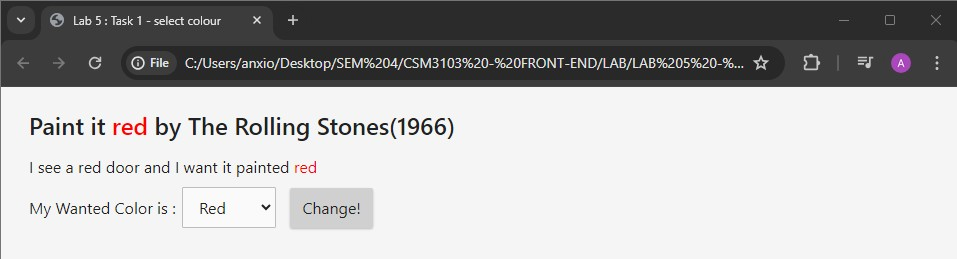 Lab 5 : Task 1 - select colour
File C:/Users/anxio/Desktop/SEM%204/CSM3103%20-%20FRONT-END/LAB/LAB%205%20-%... A
Paint it red by The Rolling Stones(1966)
I see a red door and I want it painted red
My Wanted Color is : Red Change!